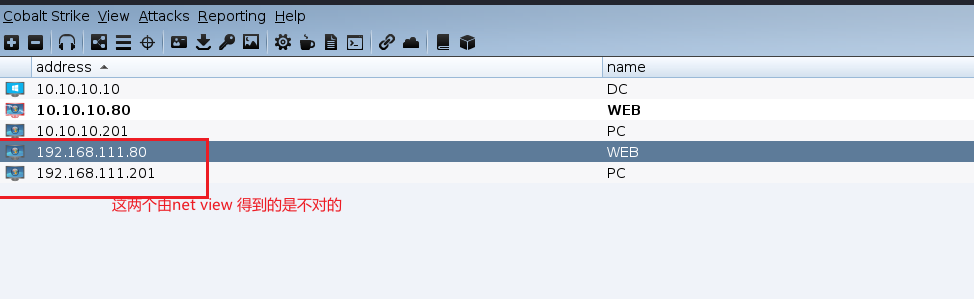 Cobalt Strike View Attacks Reporting Help
address name
10.10.10.10 DC
10.10.10.80 WEB
10.10.10.201 PC
192.168.111.80 WEB
192.168.111.201 PC
这两个由net view 得到的是不对的